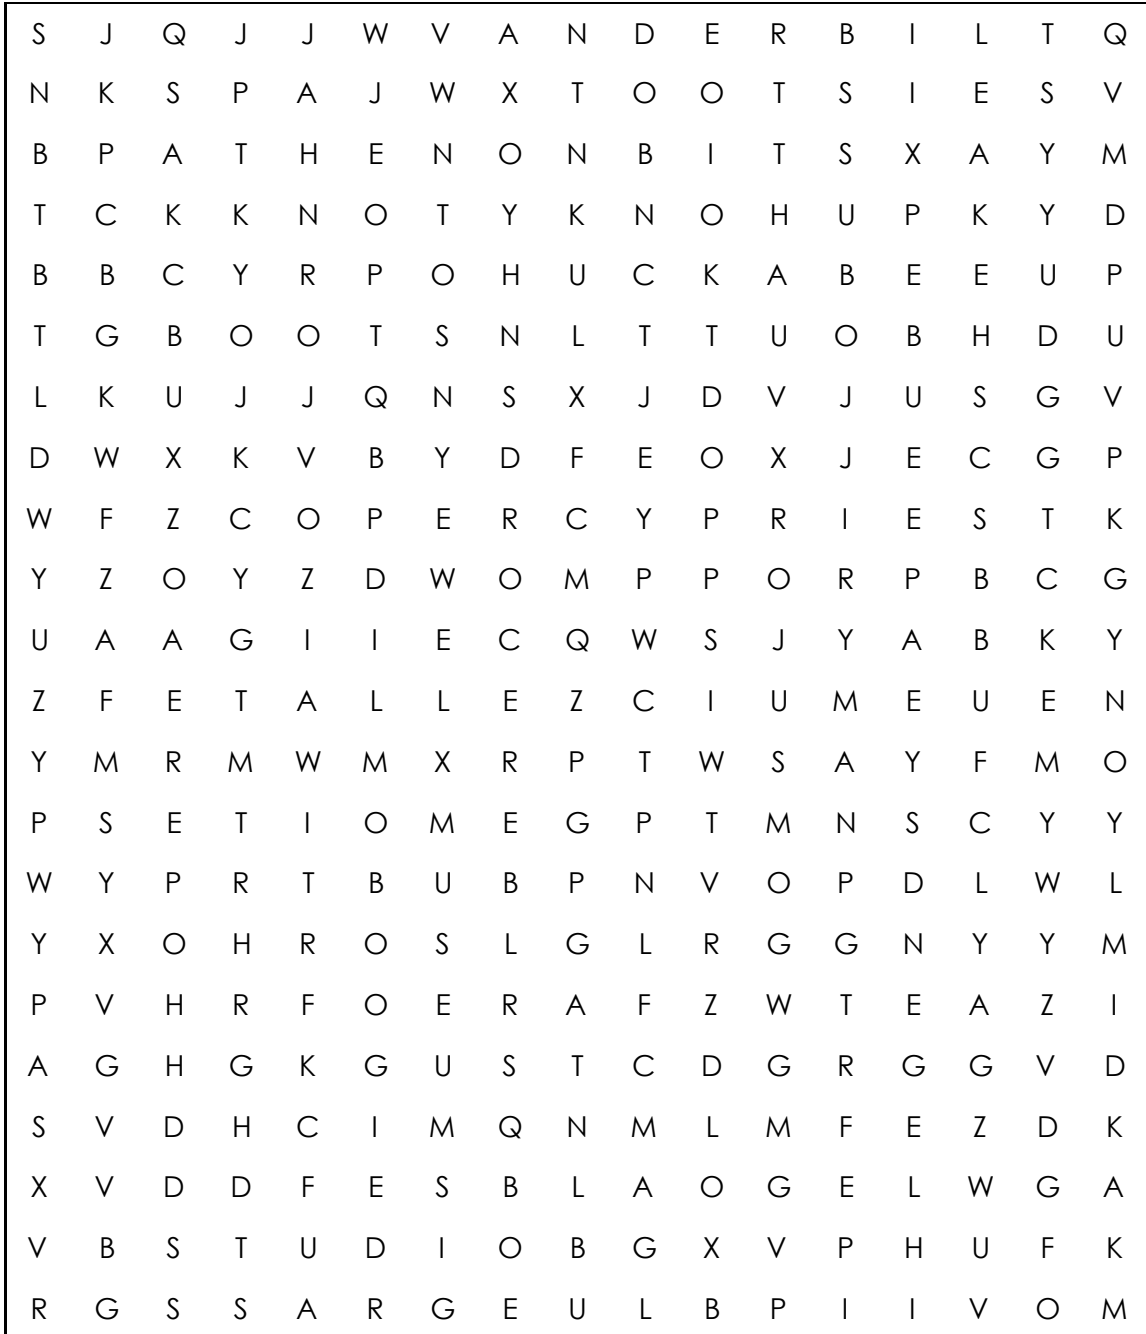 S J Q J J W V A N D E R B I L T Q
N K S P A J W X T O O T S I E S V
B P A T H E N O N B I T S X A Y M
T C K K N O T Y K N O H U P K Y D
B B C Y R P O H U C K A B E E U P
T G B O O T S N L T T U O B H D U
L K U J J Q N S X J D V J U S G V
D W X K V B Y D F E O X J E C G P
W F Z C O P E R C Y P R I E S T K
Y Z O Y Z D W O M P P O R P B C G
U A A G I I E C Q W S J Y A B K Y
Z F E T A L L E Z C I U M E U E N
Y M R M W M X R P T W S A Y F M O
P S E T I O M E G P T M N S C Y Y
W Y P R T B U B P N V O P D L W L
Y X O H R O S L G L R G G N Y Y M
P V H R F O E R A F Z W T E A Z I
A G H G K G U S T C D G R G G V D
S V D H C I M Q N M L M F E Z D K
X V D D F E S B L A O G E L W G A
V B S T U D I O B G X V P H U F K
R G S S A R G E U L B P I I V O M